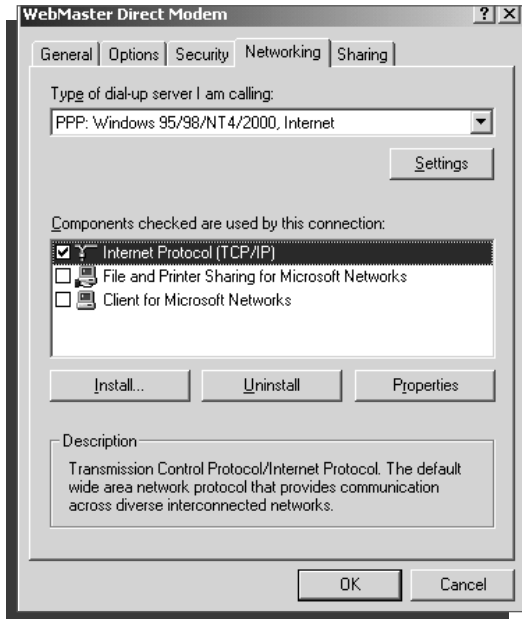 WebMaster Direct Modem
General Options Security Networking Sharing
Type of dial-up server I am calling:
PPP: Windows 95/98/NT4/2000, Internet
Settings
Components checked are used by this connection:
Internet Protocol (TCP/IP)
File and Printer Sharing for Microsoft Networks
Client for Microsoft Networks
Install... Uninstall Properties
Description
Transmission Control Protocol/Internet Protocol. The default
wide area network protocol that provides communication
across diverse interconnected networks.
OK Cancel